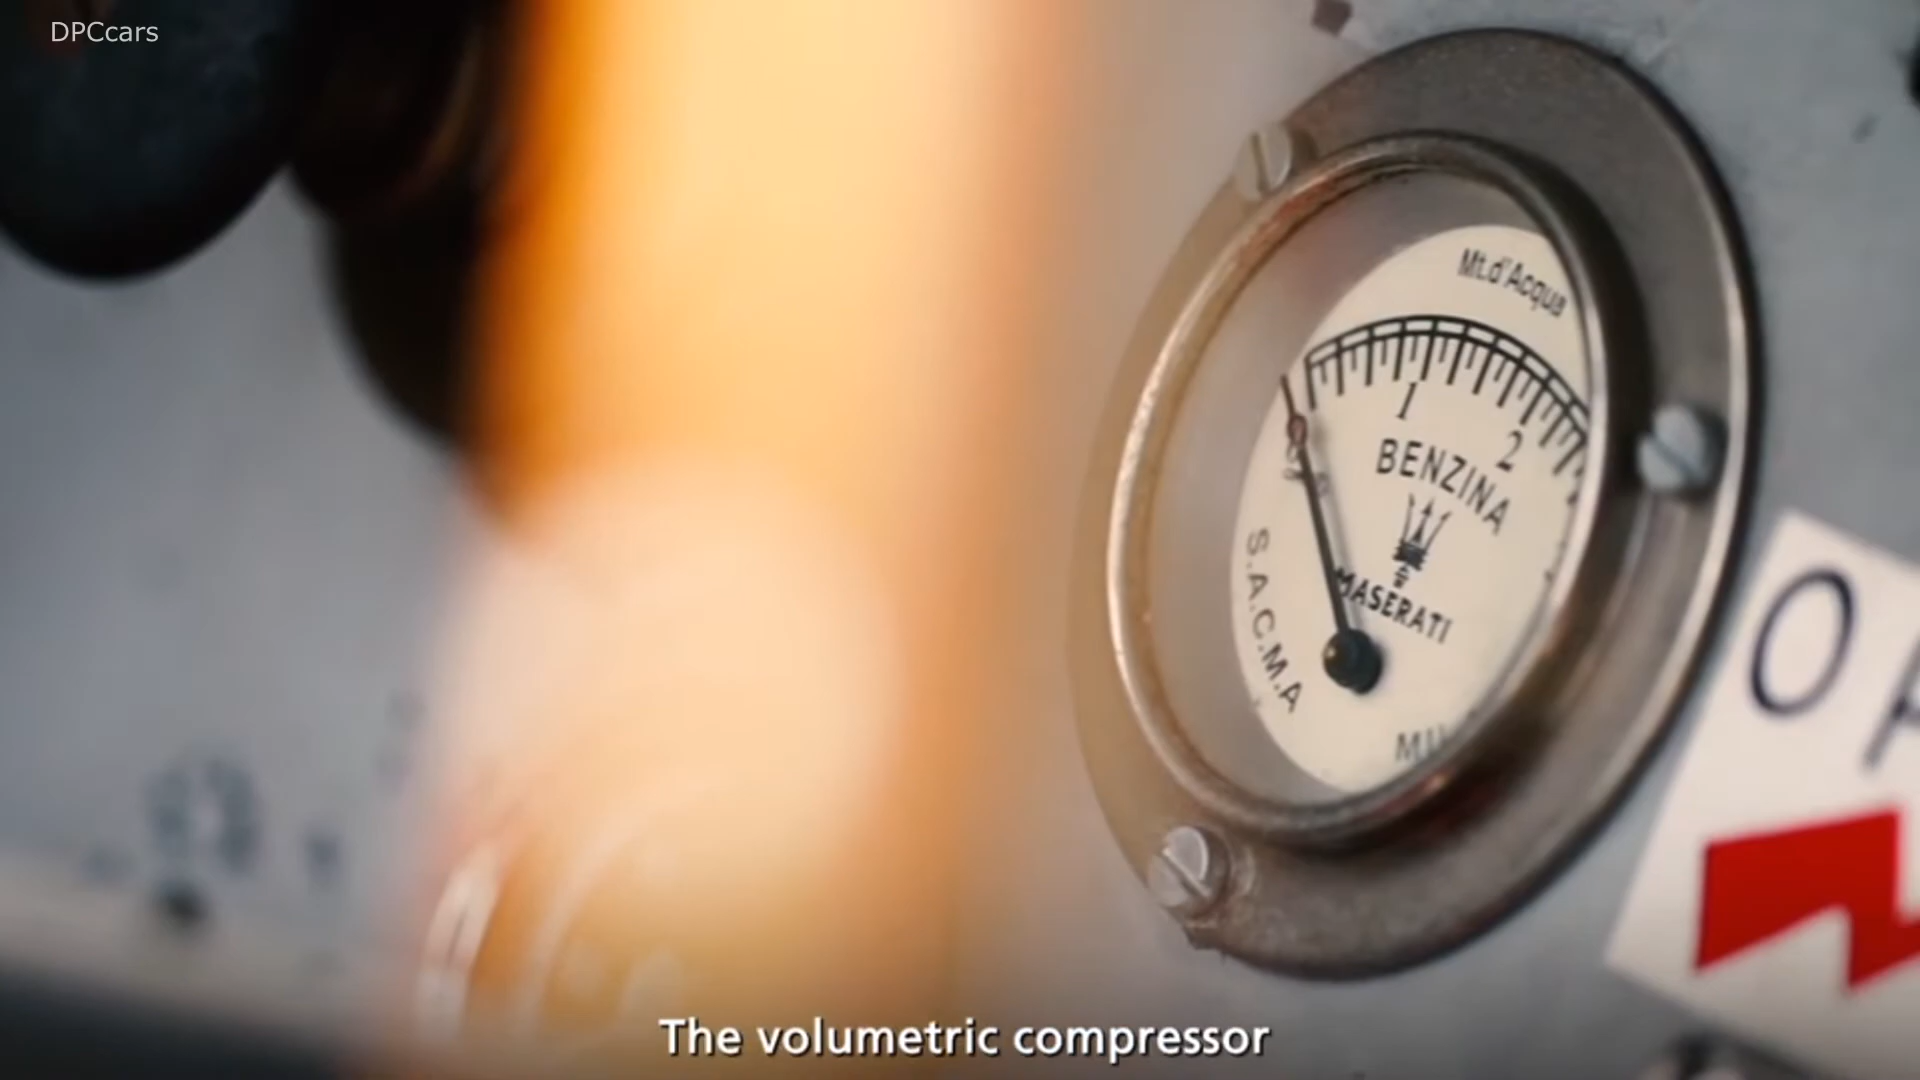 DPCcars
Mt.d'Acqua
1
2
BENZINA
MASERATI
S.A.C.M.A
O
The volumetric compressor